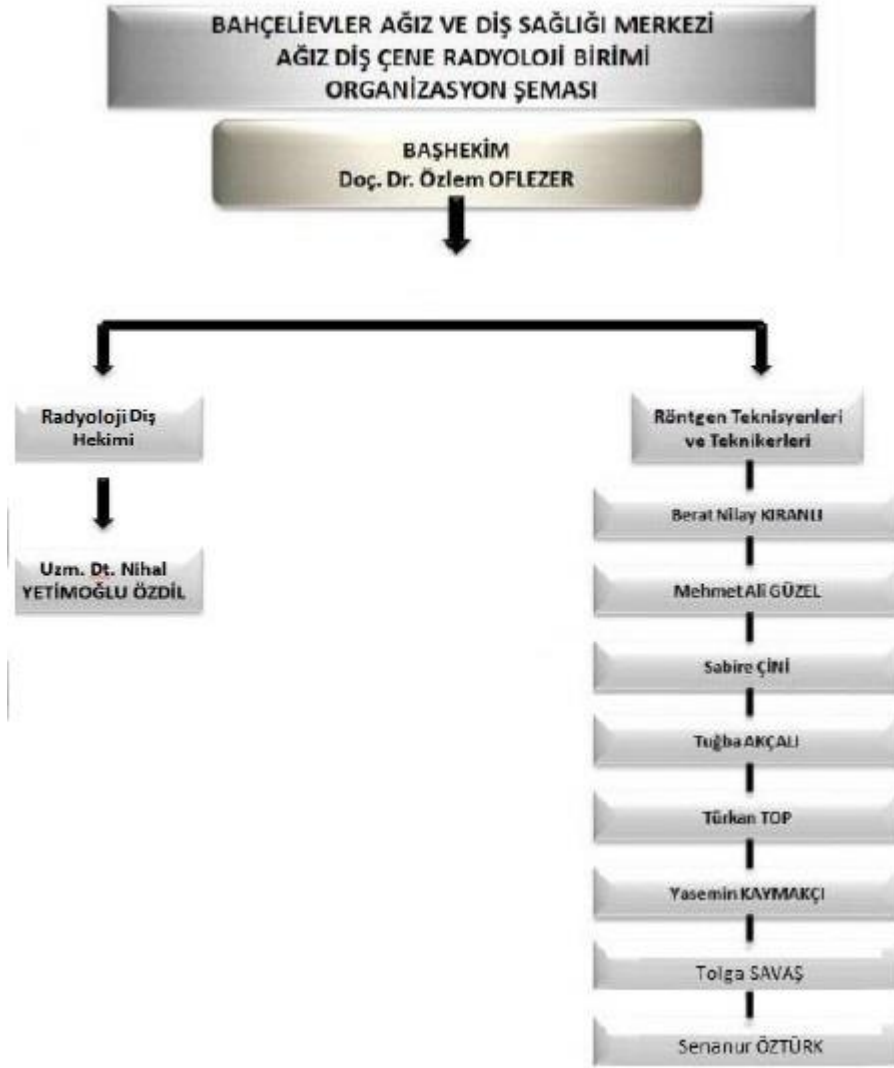 BAHÇELİEVLER AĞIZ VE DİŞ SAĞLIĞI MERKEZİ
AĞIZ DİŞ ÇENE RADYOLOJİ BİRİMİ
ORGANİZASYON ŞEMASI
BAŞHEKİM
Doç. Dr. Özlem OFLEZER
Radyoloji Diş
Hekimi
Uzm. Dt. Nihal
YETİMOĞLU ÖZDİL
Röntgen Teknisyenleri
ve Teknikerleri
Berat Nilay KIRANLI
Mehmet Ali GÜZEL
Sabire ÇİNİ
Tuğba AKÇALI
Türkan TOP
Yasemin KAYMAKÇI
Tolga SAVAŞ
Senanur ÖZTÜRK